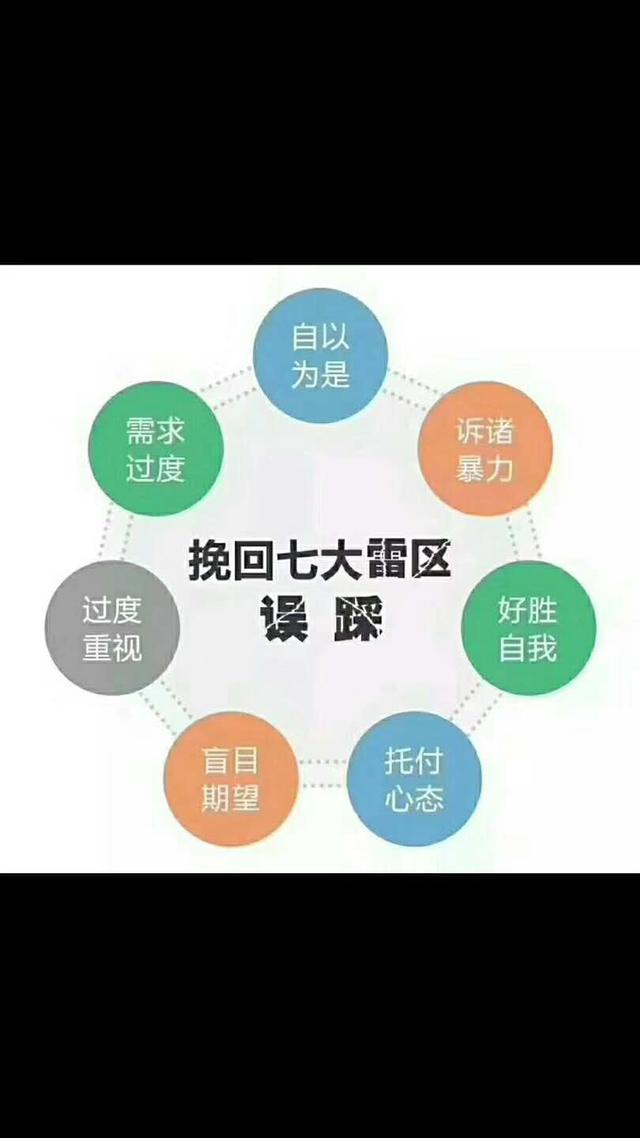 自以
为是
诉诸
暴力
好胜
自我
托付
心态
盲目
期望
过度
重视
需求
过度
挽回七大雷区
误踩